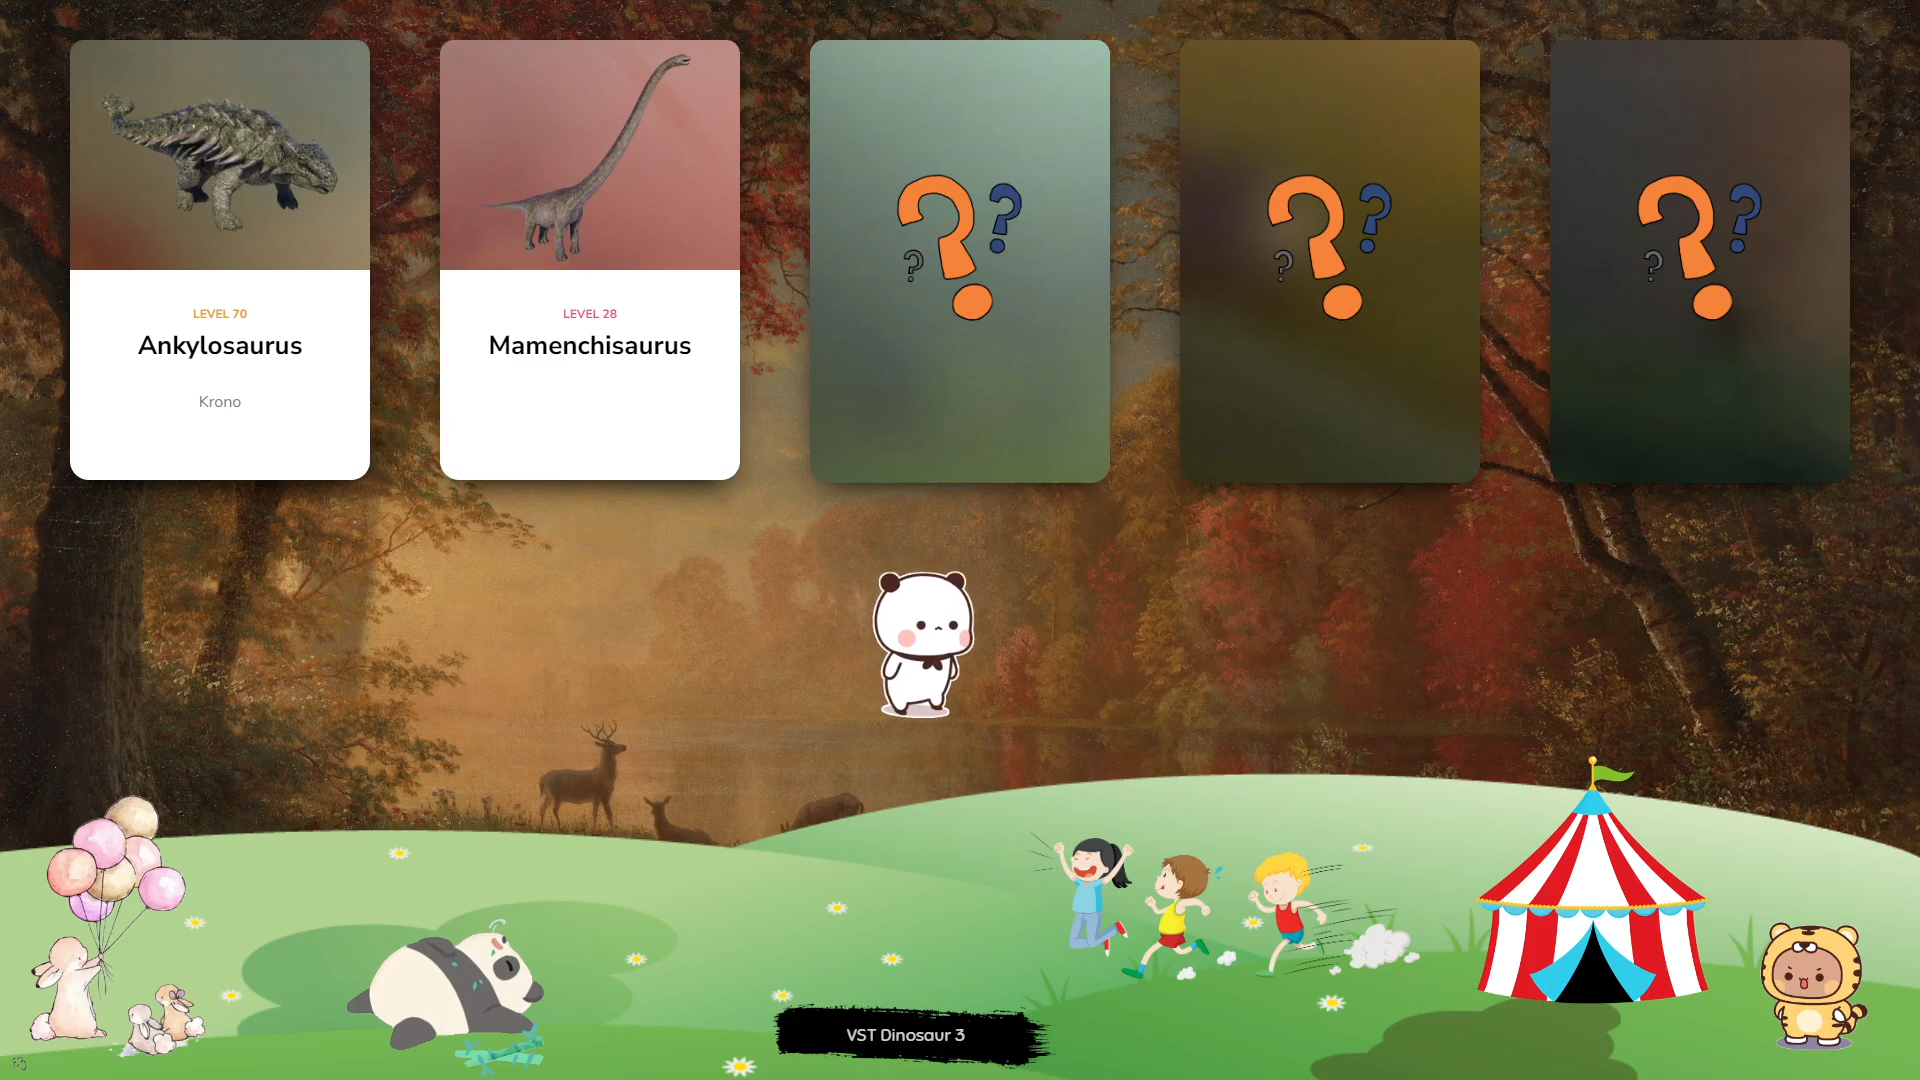 LEVEL 70
Ankylosaurus
Krono
LEVEL 28
Mamenchisaurus
? ? ?
? ? ?
? ? ?
VST Dinosaur 3